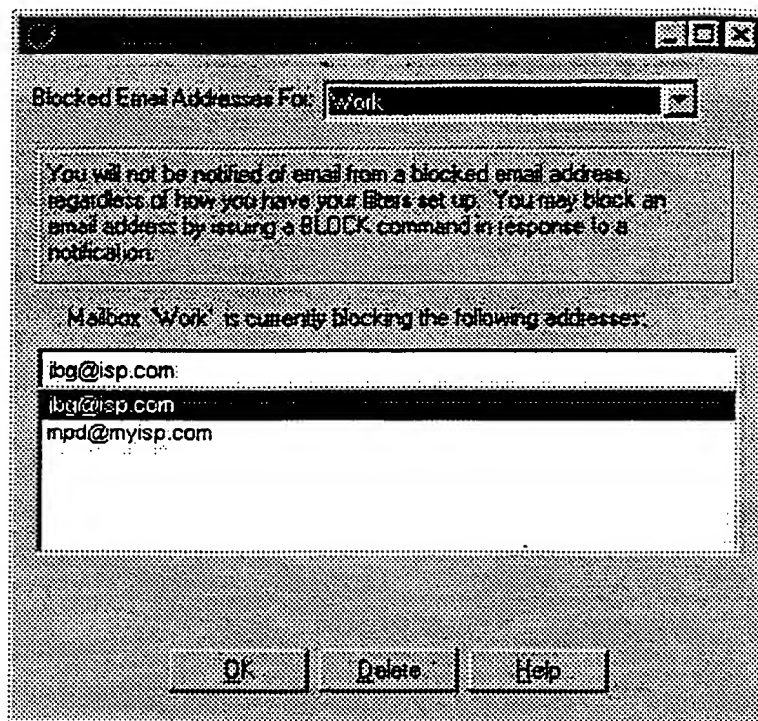 Blocked Email Addresses For: Work
You will not be notified of email from a blocked email address,
regardless of how you have your filters set up. You may block an
email address by issuing a BLOCK command in response to a
notification.
Mailbox 'Work' is currently blocking the following addresses:
ibg@isp.com
ibg@isp.com
mpd@myisp.com
OK Delete Help